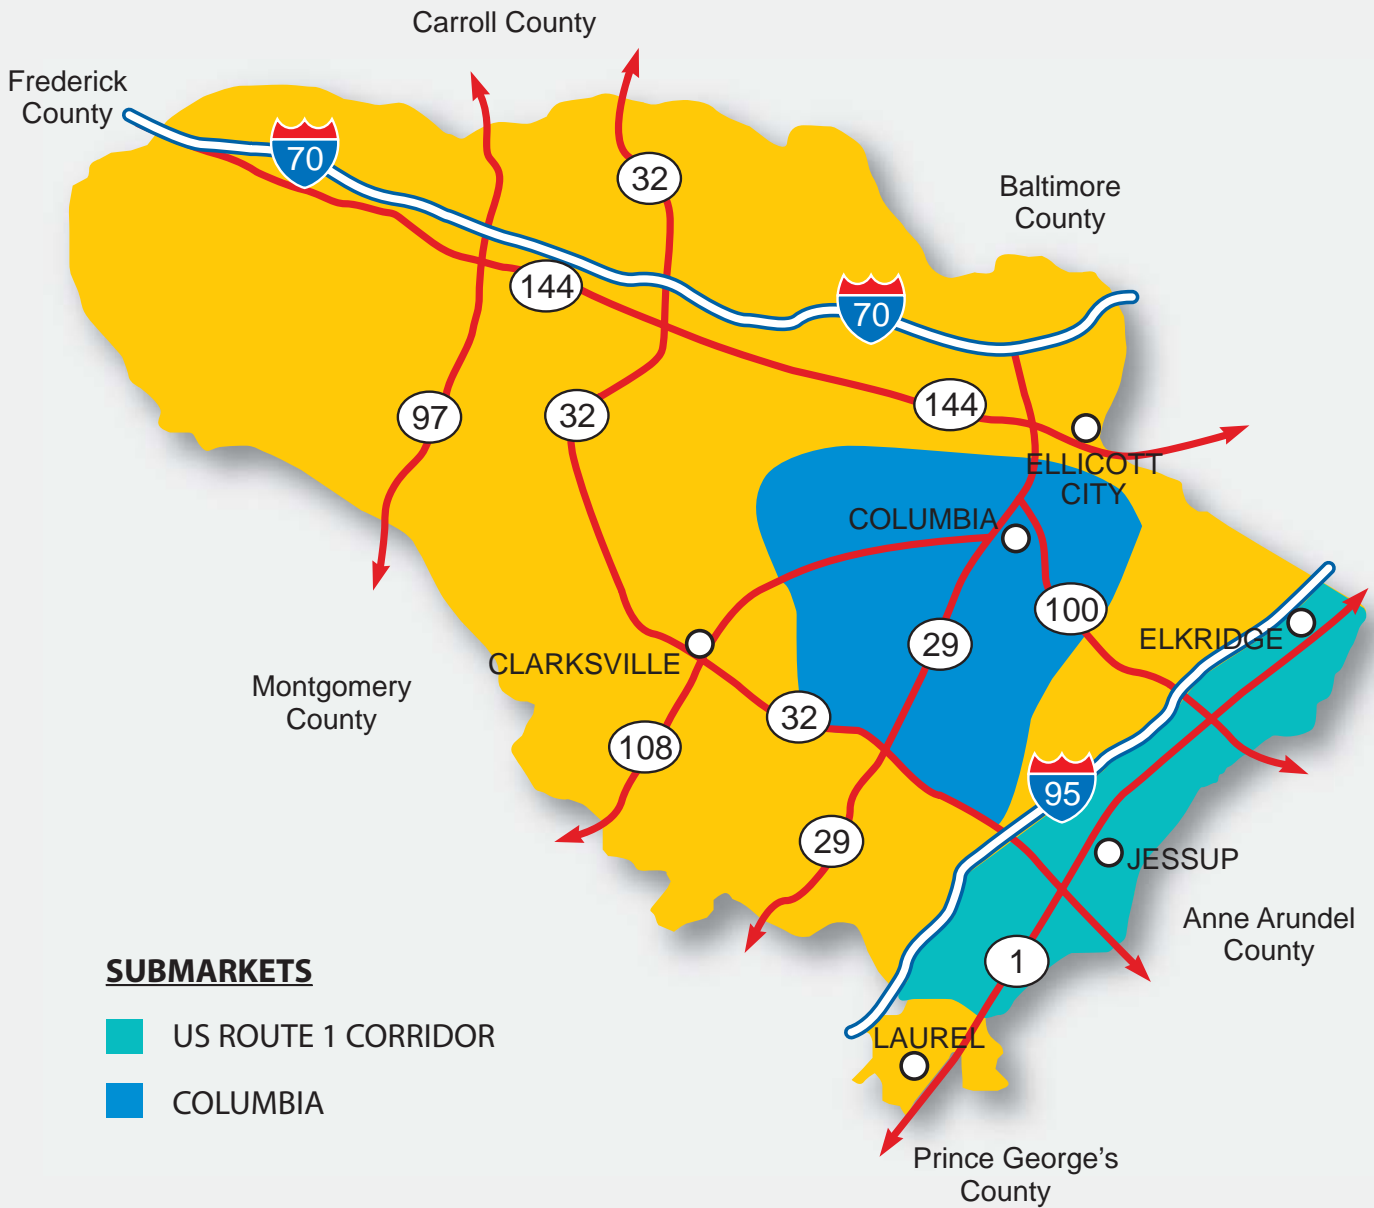 Carroll County
Frederick
County
70
32
Baltimore
County
144
70
97
32
144
ELLICOTT
CITY
COLUMBIA
100
29
ELKRIDGE
CLARKSVILLE
Montgomery
County
32
108
95
29
JESSUP
Anne Arundel
County
1
SUBMARKETS
US ROUTE 1 CORRIDOR
LAUREL
COLUMBIA
Prince George's
County